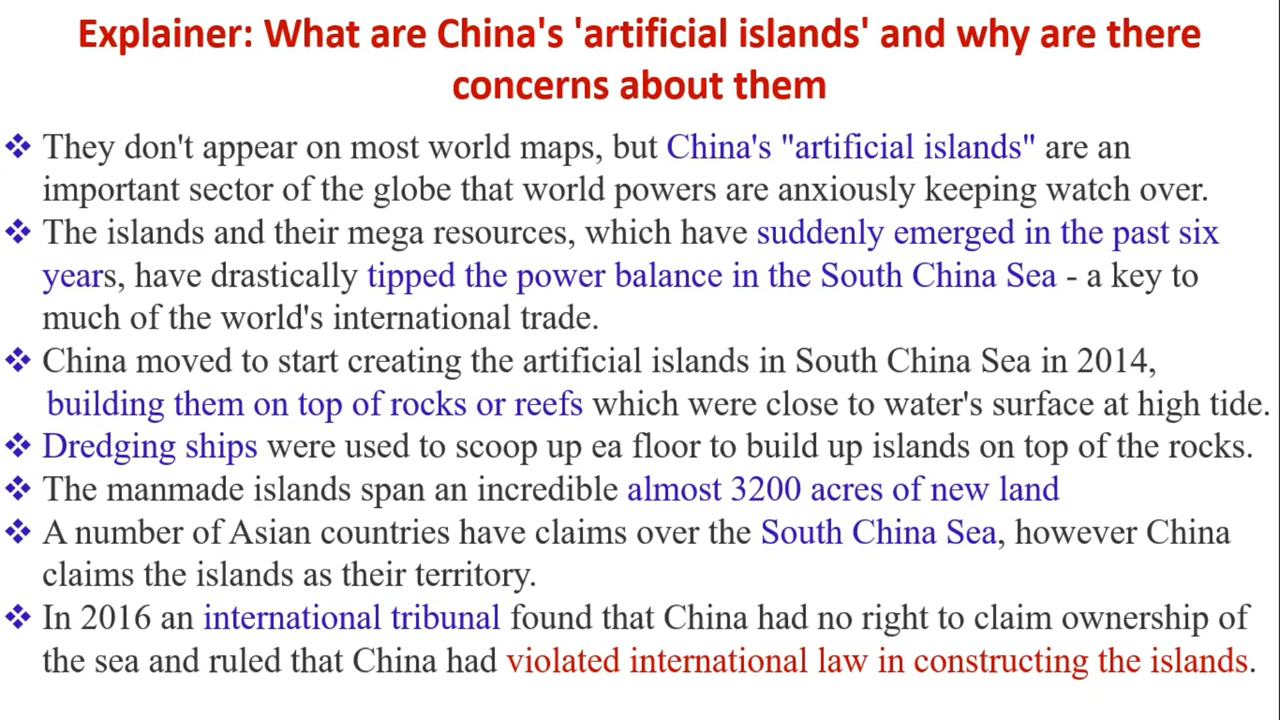 Explainer: What are China's 'artificial islands' and why are there
concerns about them
❖ They don't appear on most world maps, but China's "artificial islands" are an
important sector of the globe that world powers are anxiously keeping watch over.
❖ The islands and their mega resources, which have suddenly emerged in the past six
years, have drastically tipped the power balance in the South China Sea - a key to
much of the world's international trade.
❖ China moved to start creating the artificial islands in South China Sea in 2014,
building them on top of rocks or reefs which were close to water's surface at high tide.
❖ Dredging ships were used to scoop up ea floor to build up islands on top of the rocks.
❖ The manmade islands span an incredible almost 3200 acres of new land
❖ A number of Asian countries have claims over the South China Sea, however China
claims the islands as their territory.
❖ In 2016 an international tribunal found that China had no right to claim ownership of
the sea and ruled that China had violated international law in constructing the islands.